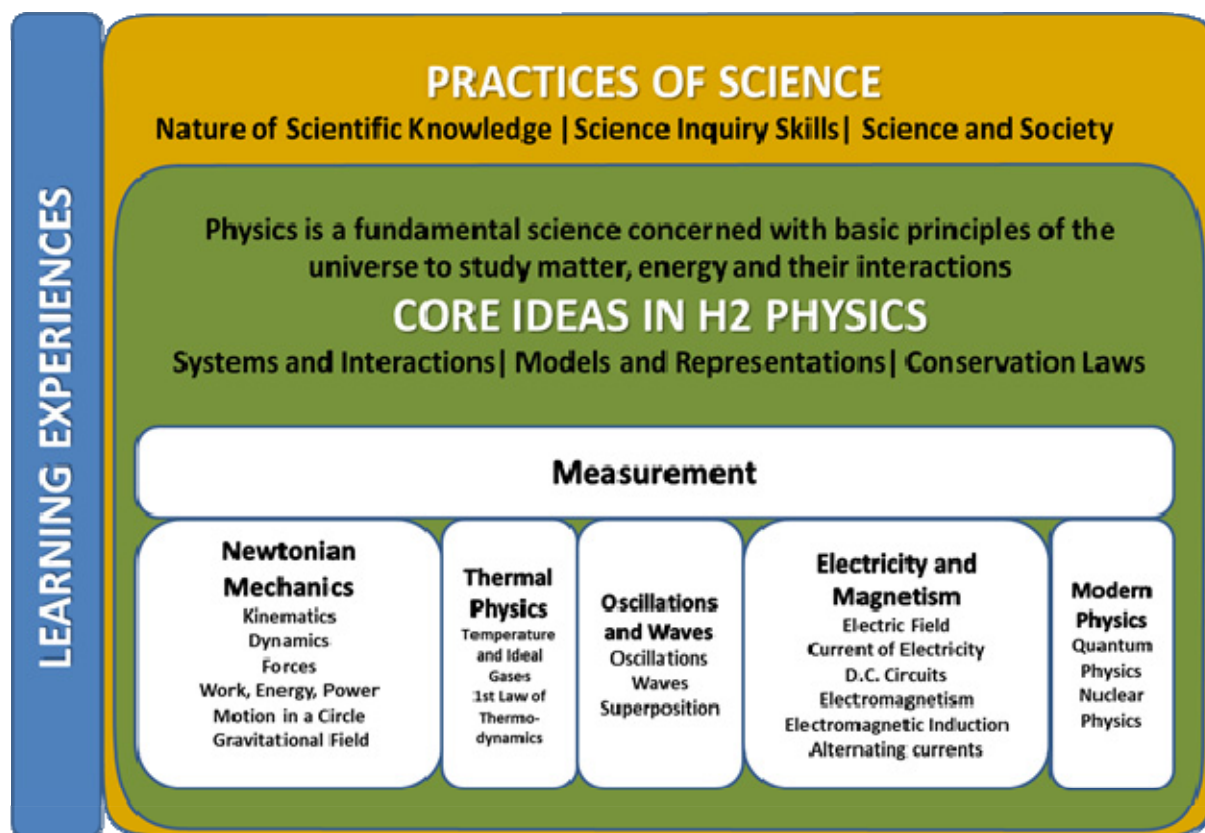 LEARNING EXPERIENCES
PRACTICES OF SCIENCE
Nature of Scientific Knowledge |Science Inquiry Skills| Science and Society
Physics is a fundamental science concerned with basic principles of the
universe to study matter, energy and their interactions
CORE IDEAS IN H2 PHYSICS
Systems and Interactions| Models and Representations| Conservation Laws
Measurement
Newtonian
Mechanics
Kinematics
Dynamics
Forces
Work, Energy, Power
Motion in a Circle
Gravitational Field
Thermal
Physics
Temperature
and Ideal
Gases
1st Law of
Thermo-
dynamics
Oscillations
and Waves
Oscillations
Waves
Superposition
Electricity and
Magnetism
Electric Field
Current of Electricity
D.C. Circuits
Electromagnetism
Electromagnetic Induction
Alternating currents
Modern
Physics
Quantum
Physics
Nuclear
Physics